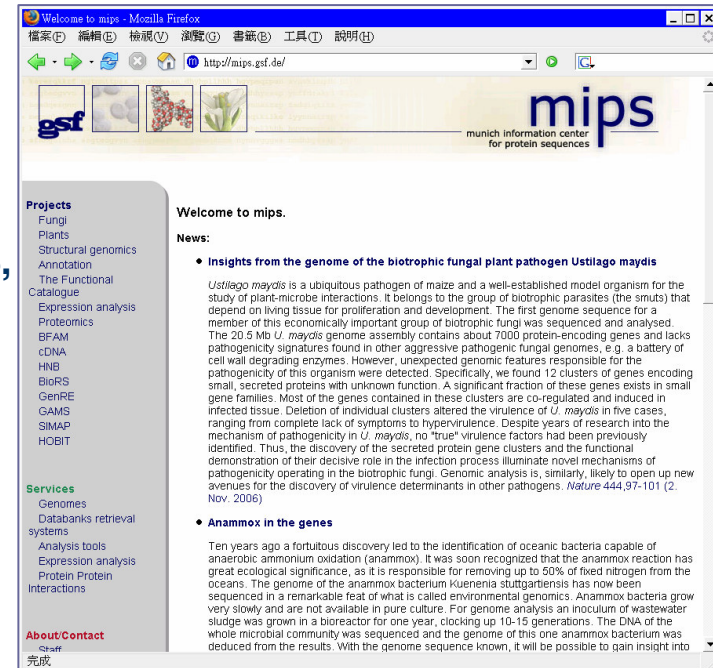 Welcome to mips - Mozilla Firefox
檔案(F) 編輯(E) 檢視(V) 瀏覽(G) 書籤(B) 工具(T) 說明(H)
http://mips.gsf.de/
gsf
mips
munich information center
for protein sequences
Projects
Fungi
Plants
Structural genomics
Annotation
The Functional
Catalogue
Expression analysis
Proteomics
BFAM
cDNA
HNB
BioRS
GenRE
GAMS
SIMAP
HOBIT
Services
Genomes
Databanks retrieval
systems
Analysis tools
Expression analysis
Protein Protein
Interactions
About/Contact
Staff
Welcome to mips.
News:
Insights from the genome of the biotrophic fungal plant pathogen Ustilago maydis
Ustilago maydis is a ubiquitous pathogen of maize and a well-established model organism for the
study of plant-microbe interactions. It belongs to the group of biotrophic parasites (the smuts) that
depend on living tissue for proliferation and development. The first genome sequence for a
member of this economically important group of biotrophic fungi was sequenced and analysed.
The 20.5 Mb U. maydis genome assembly contains about 7000 protein-encoding genes and lacks
pathogenicity signatures found in other aggressive pathogenic fungal genomes, e.g. a battery of
cell wall degrading enzymes. However, unexpected genomic features responsible for the
pathogenicity of this organism were detected. Specifically, we found 12 clusters of genes encoding
small, secreted proteins with unknown function. A significant fraction of these genes exists in small
gene families. Most of the genes contained in these clusters are co-regulated and induced in
infected tissue. Deletion of individual clusters altered the virulence of U. maydis in five cases,
ranging from complete lack of symptoms to hypervirulence. Despite years of research into the
mechanism of pathogenicity in U. maydis, no "true" virulence factors had been previously
identified. Thus, the discovery of the secreted protein gene clusters and the functional
demonstration of their decisive role in the infection process illuminate novel mechanisms of
pathogenicity operating in the biotrophic fungi. Genomic analysis is, similarly, likely to open up new
avenues for the discovery of virulence determinants in other pathogens. Nature 444,97-101 (2.
Nov. 2006)
Anammox in the genes
Ten years ago a fortuitous discovery led to the identification of oceanic bacteria capable of
anaerobic ammonium oxidation (anammox). It was soon recognized that the anammox reaction has
great ecological significance, as it is responsible for removing up to 50% of fixed nitrogen from the
oceans. The genome of the anammox bacterium Kuenenia stuttgartiensis has now been
sequenced in a remarkable feat of what is called environmental genomics. Anammox bacteria grow
very slowly and are not available in pure culture. For genome analysis an inoculum of wastewater
sludge was grown in a bioreactor for one year, clocking up 10-15 generations. The DNA of the
whole microbial community was sequenced and the genome of this one anammox bacterium was
deduced from the results. With the genome sequence known, it will be possible to gain insight into
完成